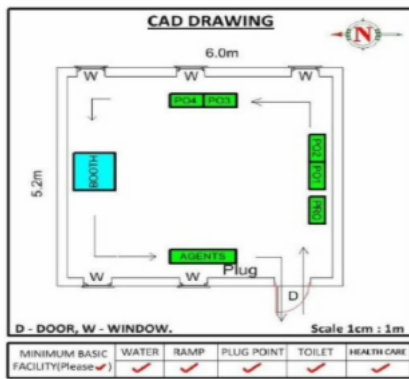 CAD DRAWING
N
6.0m
W W W
PO4 PO3
5.2m
BOOTH
PO2
PO1
PRO
AGENTS
Plug
W W
D
D - DOOR, W - WINDOW. Scale 1cm : 1m
MINIMUM BASIC FACILITY(Please✔) WATER RAMP PLUG POINT TOILET HEALTH CARE
✔ ✔ ✔ ✔ ✔